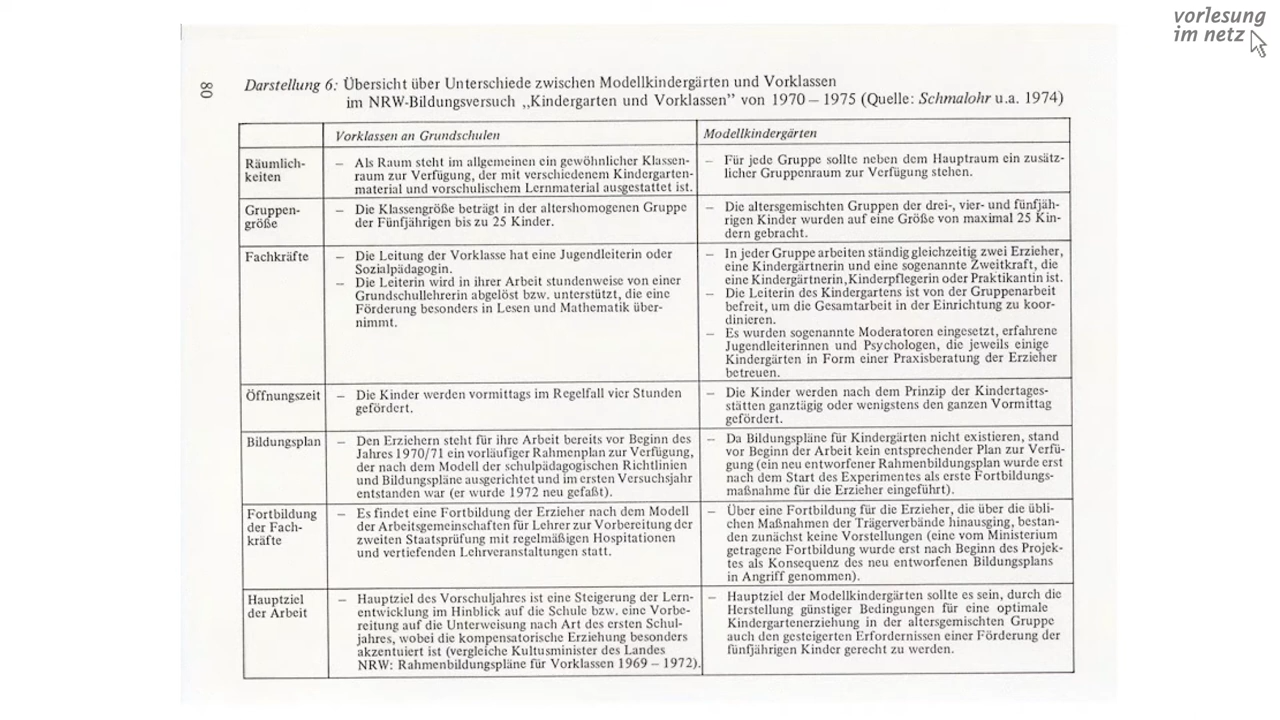 vorlesung
im netz
80
Darstellung 6: Übersicht über Unterschiede zwischen Modellkindergärten und Vorklassen
im NRW-Bildungsversuch „Kindergarten und Vorklassen” von 1970 – 1975 (Quelle: Schmalohr u.a. 1974)
Vorklassen an Grundschulen
Modellkindergärten
Räumlich-
keiten
– Als Raum steht im allgemeinen ein gewöhnlicher Klassen-
raum zur Verfügung, der mit verschiedenem Kindergarten-
material und vorschulischem Lernmaterial ausgestattet ist.
– Für jede Gruppe sollte neben dem Hauptraum ein zusätz-
licher Gruppenraum zur Verfügung stehen.
Gruppen-
größe
– Die Klassengröße beträgt in der altershomogenen Gruppe
der Fünfjährigen bis zu 25 Kinder.
– Die altersgemischten Gruppen der drei-, vier- und fünfjäh-
rigen Kinder wurden auf eine Größe von maximal 25 Kin-
dern gebracht.
Fachkräfte
– Die Leitung der Vorklasse hat eine Jugendleiterin oder
Sozialpädagogin.
– Die Leiterin wird in ihrer Arbeit stundenweise von einer
Grundschullehrerin abgelöst bzw. unterstützt, die eine
Förderung besonders in Lesen und Mathematik über-
nimmt.
– In jeder Gruppe arbeiten ständig gleichzeitig zwei Erzieher,
eine Kindergärtnerin und eine sogenannte Zweitkraft, die
eine Kindergärtnerin,Kinderpflegerin oder Praktikantin ist.
– Die Leiterin des Kindergartens ist von der Gruppenarbeit
befreit, um die Gesamtarbeit in der Einrichtung zu koor-
dinieren.
– Es wurden sogenannte Moderatoren eingesetzt, erfahrene
Jugendleiterinnen und Psychologen, die jeweils einige
Kindergärten in Form einer Praxisberatung der Erzieher
betreuen.
Öffnungszeit
– Die Kinder werden vormittags im Regelfall vier Stunden
gefördert.
– Die Kinder werden nach dem Prinzip der Kindertages-
stätten ganztägig oder wenigstens den ganzen Vormittag
gefördert.
Bildungsplan
– Den Erziehern steht für ihre Arbeit bereits vor Beginn des
Jahres 1970/71 ein vorläufiger Rahmenplan zur Verfügung,
der nach dem Modell der schulpädagogischen Richtlinien
und Bildungspläne ausgerichtet und im ersten Versuchsjahr
entstanden war (er wurde 1972 neu gefaßt).
– Da Bildungspläne für Kindergärten nicht existieren, stand
vor Beginn der Arbeit kein entsprechender Plan zur Verfü-
gung (ein neu entworfener Rahmenbildungsplan wurde erst
nach dem Start des Experimentes als erste Fortbildungs-
maßnahme für die Erzieher eingeführt).
Fortbildung
der Fach-
kräfte
– Es findet eine Fortbildung der Erzieher nach dem Modell
der Arbeitsgemeinschaften für Lehrer zur Vorbereitung der
zweiten Staatsprüfung mit regelmäßigen Hospitationen
und vertiefenden Lehrveranstaltungen statt.
– Über eine Fortbildung für die Erzieher, die über die übli-
chen Maßnahmen der Trägerverbände hinausging, bestan-
den zunächst keine Vorstellungen (eine vom Ministerium
getragene Fortbildung wurde erst nach Beginn des Projek-
tes als Konsequenz des neu entworfenen Bildungsplans
in Angriff genommen).
Hauptziel
der Arbeit
– Hauptziel des Vorschuljahres ist eine Steigerung der Lern-
entwicklung im Hinblick auf die Schule bzw. eine Vorbe-
reitung auf die Unterweisung nach Art des ersten Schul-
jahres, wobei die kompensatorische Erziehung besonders
akzentuiert ist (vergleiche Kultusminister des Landes
NRW: Rahmenbildungspläne für Vorklassen 1969 – 1972).
– Hauptziel der Modellkindergärten sollte es sein, durch die
Herstellung günstiger Bedingungen für eine optimale
Kindergartenerziehung in der altersgemischten Gruppe
auch den gesteigerten Erfordernissen einer Förderung der
fünfjährigen Kinder gerecht zu werden.